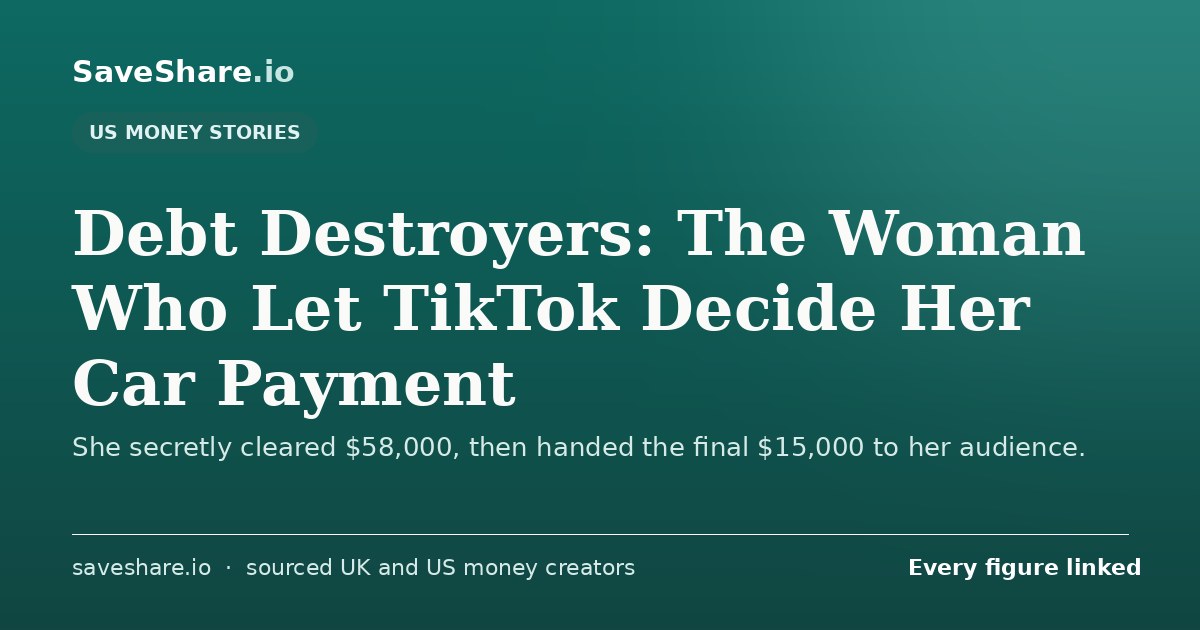 SaveShare.io
US MONEY STORIES
Debt Destroyers: The Woman
Who Let TikTok Decide Her
Car Payment
She secretly cleared $58,000, then handed the final $15,000 to her audience.
saveshare.io · sourced UK and US money creators
Every figure linked